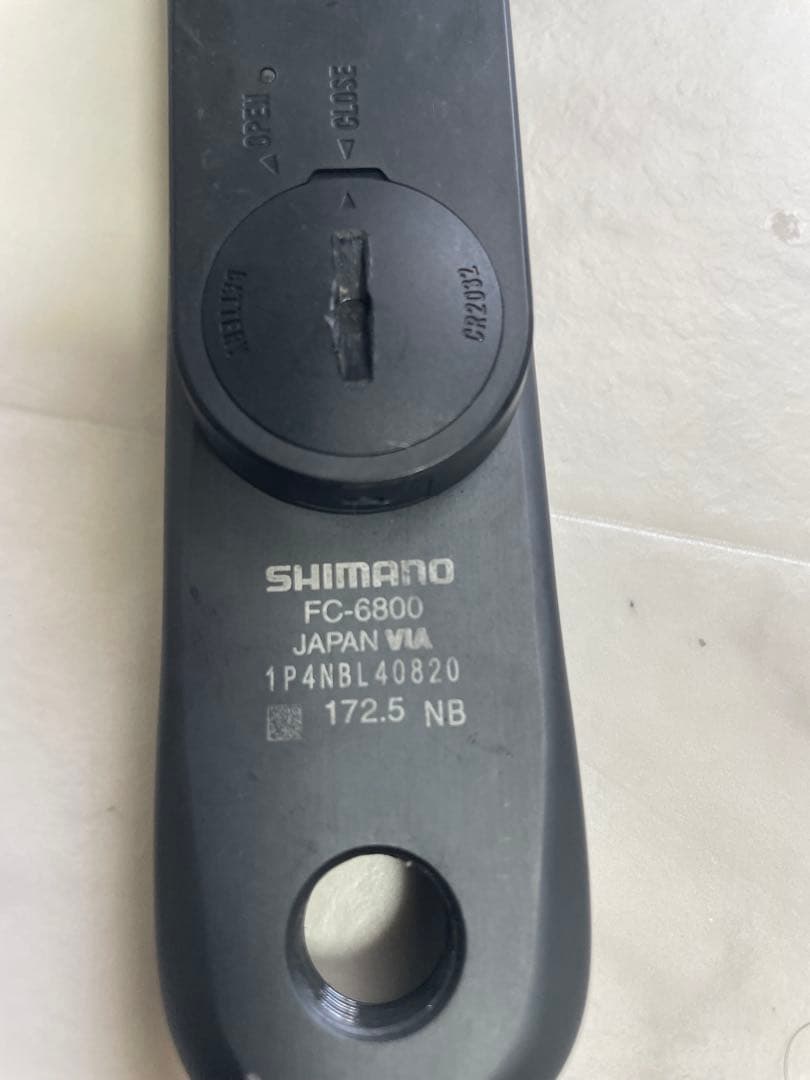 OPEN
CLOSE
BATTERY
CR2032
SHIMANO
FC-6800
JAPAN VIA
1P4NBL40820
172.5 NB